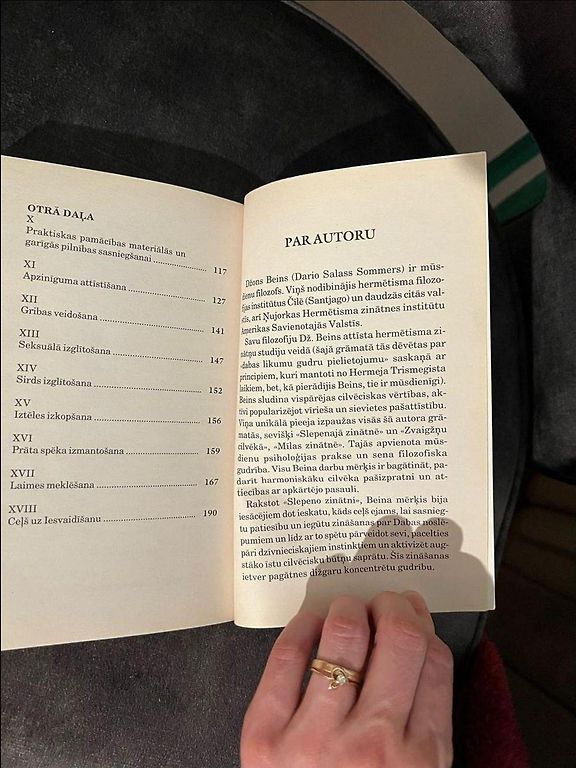 OTRĀ DAĻA
X
Praktiskas pamācības materiālās un
garīgās pilnības sasniegšanai .................. 117
XI
Apzinīguma attīstīšana .................. 127
XII
Gribas veidošana .................. 141
XIII
Seksuālā izglītošana .................. 147
XIV
Sirds izglītošana .................. 152
XV
Iztēles izkopšana .................. 156
XVI
Prāta spēka izmantošana .................. 159
XVII
Laimes meklēšana .................. 167
XVIII
Ceļš uz Iesvaidīšanu .................. 190
PAR AUTORU
Džons Beins (Dario Salass Sommers) ir mūs-
dienu filozofs. Viņš nodibinājis hermētisma filozo-
fijas institūtus Čīlē (Santjago) un daudzās citās val-
stīs, arī Ņujorkas Hermētisma zinātnes institūtu
Amerikas Savienotajās Valstīs.
Savu filozofiju Dž. Beins attīsta hermētisma zi-
nātņu studiju veidā (šajā grāmatā tās dēvētas par
«dabas likumu gudru pielietojumu» saskaņā ar
principiem, kuri mantoti no Hermeja Trismegista
laikiem, bet, kā pierādījis Beins, tie ir mūsdienīgi).
Beins sludina vispārējas cilvēciskas vērtības, ak-
tīvi popularizējot vīrieša un sievietes pašattīstību.
Viņa unikālā pieeja izpaužas visās šā autora grā-
matās, sevišķi «Slepenajā zinātnē» un «Zvaigžņu
cilvēkā», «Mīlas zinātnē». Tajās apvienota mūs-
dienu psiholoģijas prakse un sena filozofiska
gudrība. Visu Beina darbu mērķis ir bagātināt, pa-
darīt harmoniskāku cilvēka pašizpratni un at-
tiecības ar apkārtējo pasauli.
Rakstot «Slepeno zinātni», Beina mērķis bija
iesācējiem dot ieskatu, kāds ceļš ejams, lai sasnieg-
tu patiesību un iegūtu zināšanas par Dabas noslē-
pumiem un līdz ar to spētu pārveidot sevi, pacelties
pāri dzīvnieciskajiem instinktiem un aktivizēt aug-
stāko īstu cilvēcisku būtņu saprātu. Šīs zināšanas
ietver pagātnes dižgaru koncentrētu gudrību.